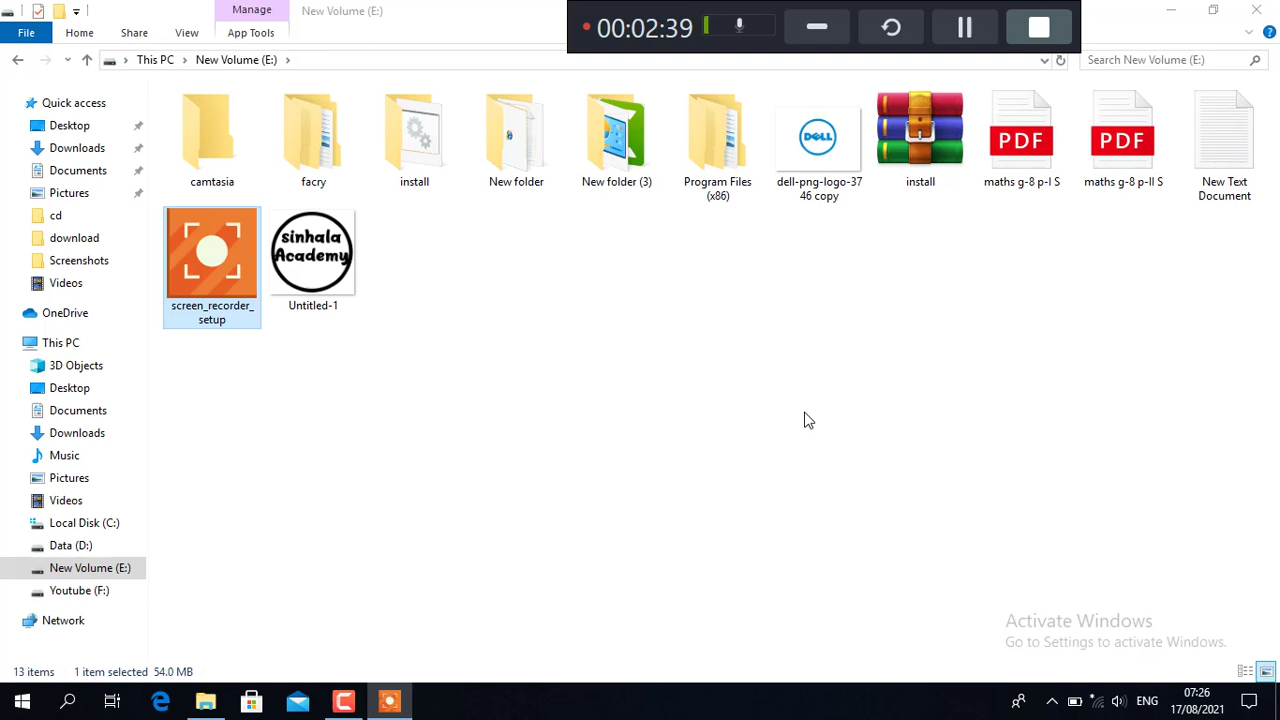 Manage
New Volume (E:)
00:02:39
File
Home
Share
View
App Tools
This PC
New Volume (E:)
Search New Volume (E:)
Quick access
Desktop
Downloads
Documents
Pictures
cd
download
Screenshots
Videos
OneDrive
This PC
3D Objects
Desktop
Documents
Downloads
Music
Pictures
Videos
Local Disk (C:)
Data (D:)
New Volume (E:)
Youtube (F:)
Network
camtasia
facry
install
New folder
New folder (3)
Program Files
(x86)
DELL
dell-png-logo-37
46 copy
install
PDF
maths g-8 p-I S
PDF
maths g-8 p-II S
New Text
Document
screen_recorder_
setup
sinhala
Academy
Untitled-1
Activate Windows
Go to Settings to activate Windows.
13 items
1 item selected
54.0 MB
ENG
07:26
17/08/2021